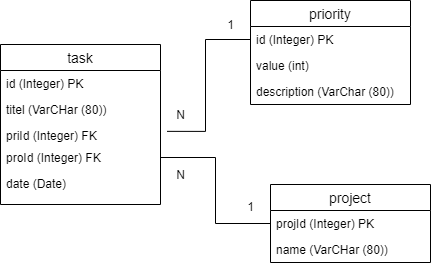 task
id (Integer) PK
titel (VarCHar (80))
priId (Integer) FK
proId (Integer) FK
date (Date)
N
N
1
1
priority
id (Integer) PK
value (int)
description (VarChar (80))
project
projId (Integer) PK
name (VarCHar (80))